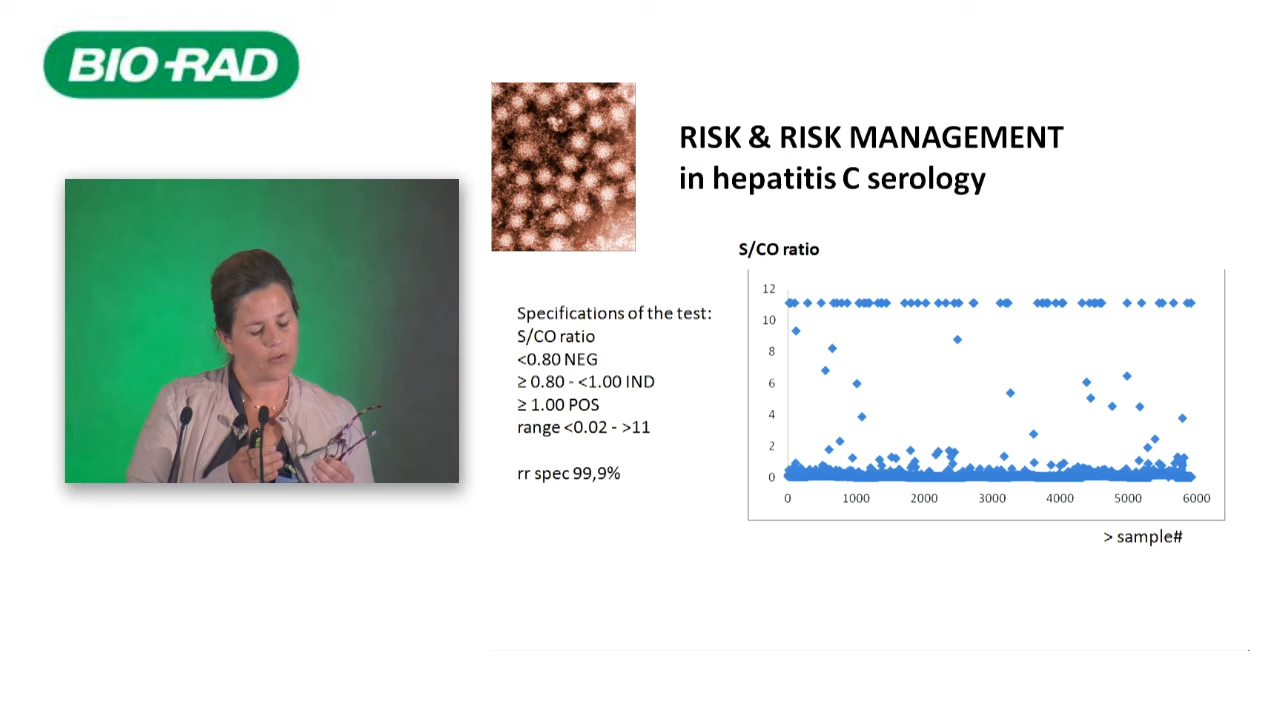 BIO-RAD
RISK & RISK MANAGEMENT
in hepatitis C serology
Specifications of the test:
S/CO ratio
<0.80 NEG
≥ 0.80 - <1.00 IND
≥ 1.00 POS
range <0.02 - >11
rr spec 99,9%
S/CO ratio
12
10
8
6
4
2
0
0 1000 2000 3000 4000 5000 6000
> sample#